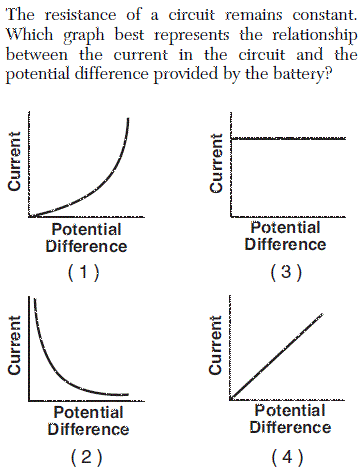 The resistance of a circuit remains constant.
Which graph best represents the relationship
between the current in the circuit and the
potential difference provided by the battery?
Current
Potential
Difference
(1)
Current
Potential
Difference
(3)
Current
Potential
Difference
(2)
Current
Potential
Difference
(4)